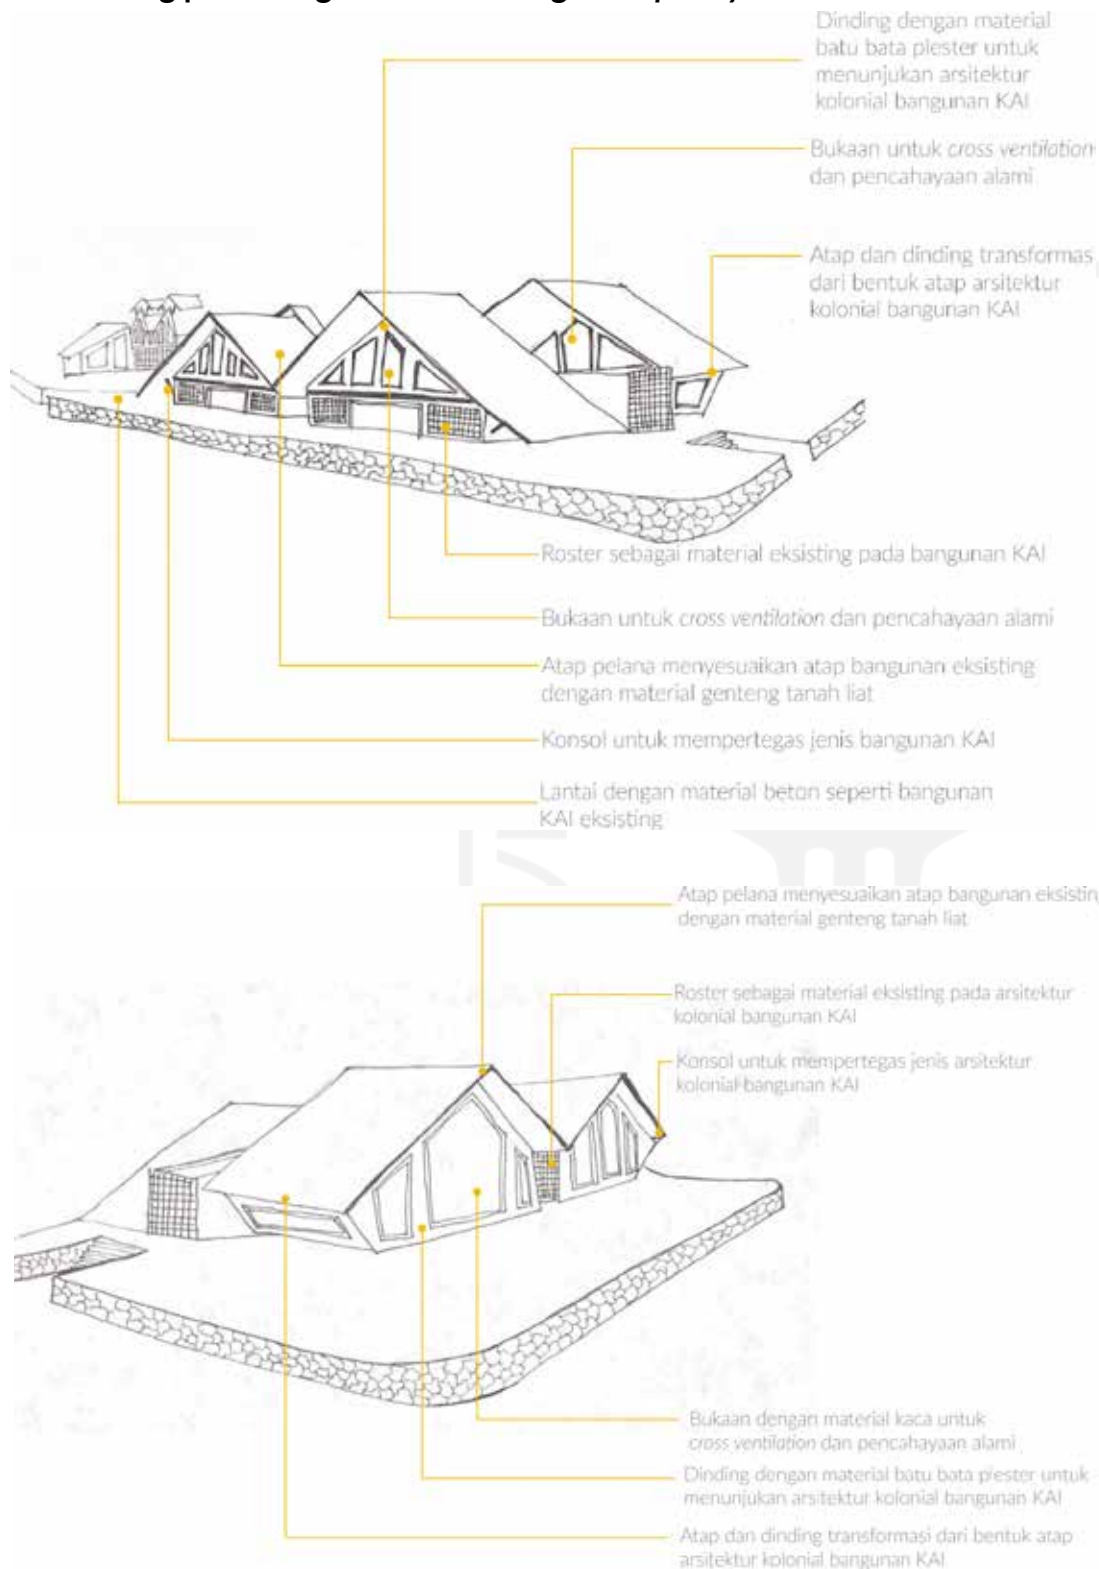 Dinding dengan material
batu bata plester untuk
menunjukan arsitektur
kolonial bangunan KAI
Bukaan untuk cross ventilation
dan pencahayaan alami
Atap dan dinding transformas
dari bentuk atap arsitektur
kolonial bangunan KAI
Roster sebagai material eksisting pada bangunan KAI
Bukaan untuk cross ventilation dan pencahayaan alami
Atap pelana menyesuaikan atap bangunan eksisting
dengan material genteng tanah liat
Konsol untuk mempertegas jenis bangunan KAI
Lantai dengan material beton seperti bangunan
KAI eksisting
Atap pelana menyesuaikan atap bangunan eksistin
dengan material genteng tanah liat
Roster sebagai material eksisting pada arsitektur
kolonial bangunan KAI
Konsol untuk mempertegas jenis arsitektur
kolonial bangunan KAI
Bukaan dengan material kaca untuk
cross ventilation dan pencahayaan alami
Dinding dengan material batu bata plester untuk
menunjukan arsitektur kolonial bangunan KAI
Atap dan dinding transformasi dari bentuk atap
arsitektur kolonial bangunan KAI